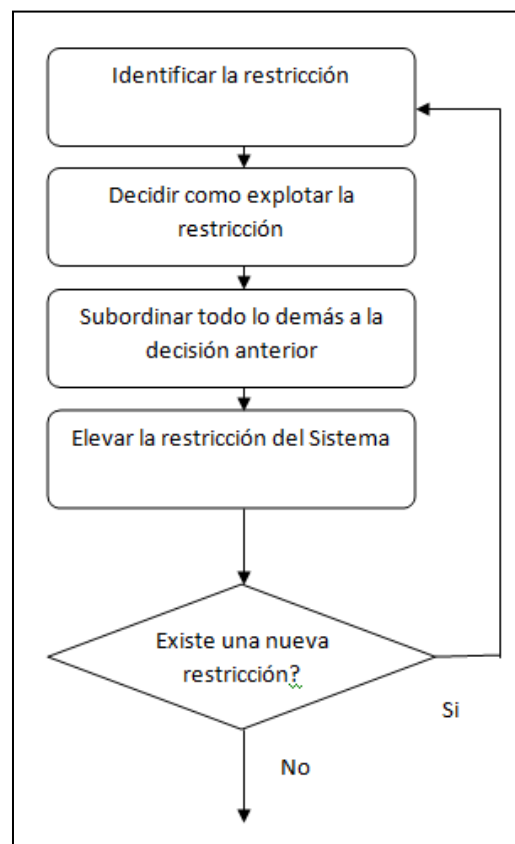 Identificar la restricción
Decidir como explotar la
restricción
Subordinar todo lo demás a la
decisión anterior
Elevar la restricción del Sistema
Existe una nueva
restricción?
Si
No